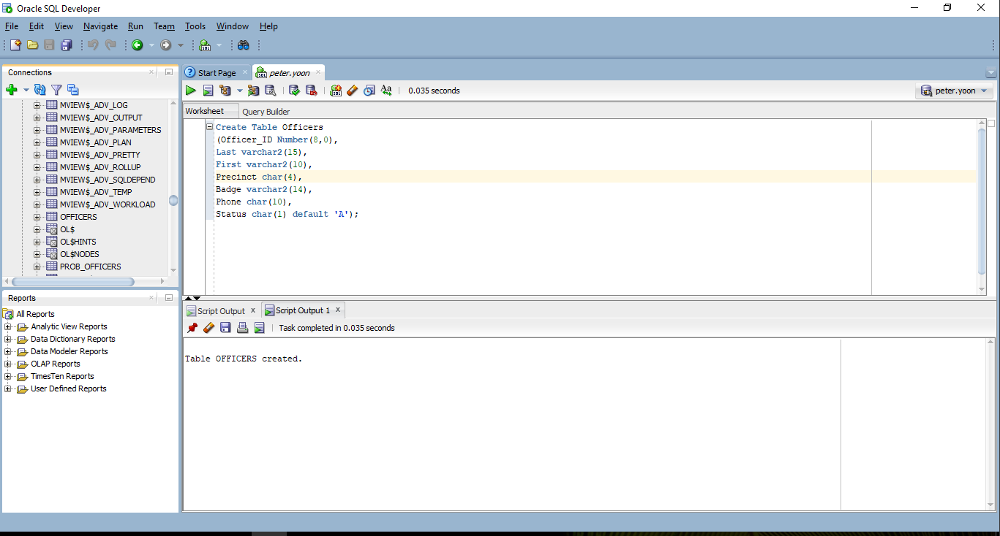 Oracle SQL Developer
File Edit View Navigate Run Team Tools Window Help
Connections
MVIEW$_ADV_LOG
MVIEW$_ADV_OUTPUT
MVIEW$_ADV_PARAMETERS
MVIEW$_ADV_PLAN
MVIEW$_ADV_PRETTY
MVIEW$_ADV_ROLLUP
MVIEW$_ADV_SQLDEPEND
MVIEW$_ADV_TEMP
MVIEW$_ADV_WORKLOAD
OFFICERS
OL$
OL$HINTS
OL$NODES
PROB_OFFICERS
Reports
All Reports
Analytic View Reports
Data Dictionary Reports
Data Modeler Reports
OLAP Reports
TimesTen Reports
User Defined Reports
Start Page peter.yoon
0.035 seconds peter.yoon
Worksheet Query Builder
Create Table Officers
(Officer_ID Number(8,0),
Last varchar2(15),
First varchar2(10),
Precinct char(4),
Badge varchar2(14),
Phone char(10),
Status char(1) default 'A');
Script Output Script Output 1
Task completed in 0.035 seconds
Table OFFICERS created.